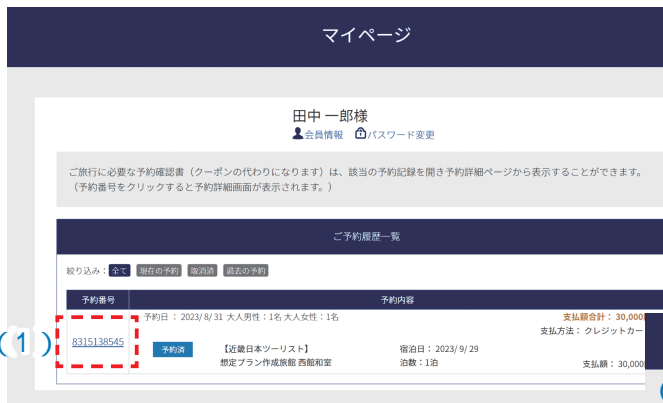 マイページ
田中 一郎様
会員情報 パスワード変更
ご旅行に必要な予約確認書（クーポンの代わりになります）は、該当の予約記録を開き予約詳細ページから表示することができます。
（予約番号をクリックすると予約詳細画面が表示されます。）
ご予約履歴一覧
絞り込み： 全て 現在の予約 取消済 過去の予約
予約番号 予約内容
予約日 ： 2023/ 8/ 31 大人男性：1名 大人女性：1名 支払額合計： 30,000
支払方法： クレジットカー
(1) 8315138545 予約済 【近畿日本ツーリスト】 宿泊日： 2023/ 9/ 29
想定プラン作成旅館 西館和室 泊数：1泊 支払額： 30,000